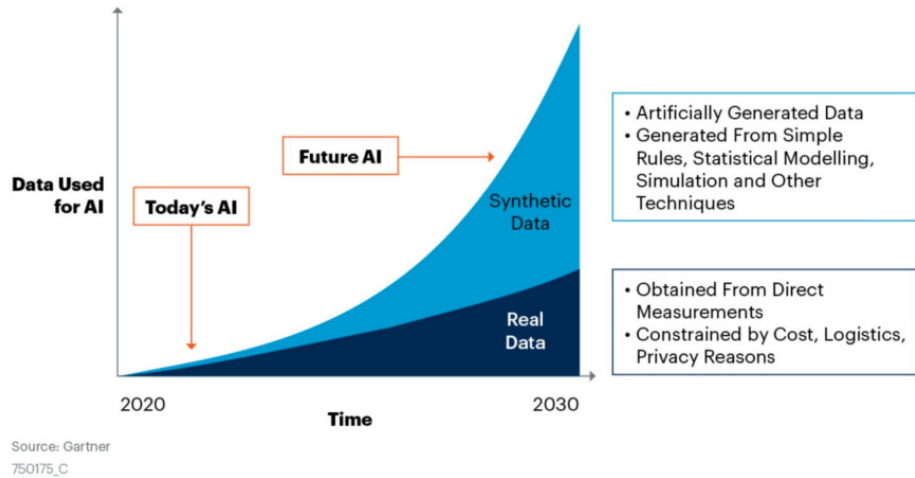 Data Used
for AI
Today's AI
Future AI
Synthetic
Data
Real
Data
2020
2030
Time
• Artificially Generated Data
• Generated From Simple
Rules, Statistical Modelling,
Simulation and Other
Techniques
• Obtained From Direct
Measurements
• Constrained by Cost, Logistics,
Privacy Reasons
Source: Gartner
750175_C